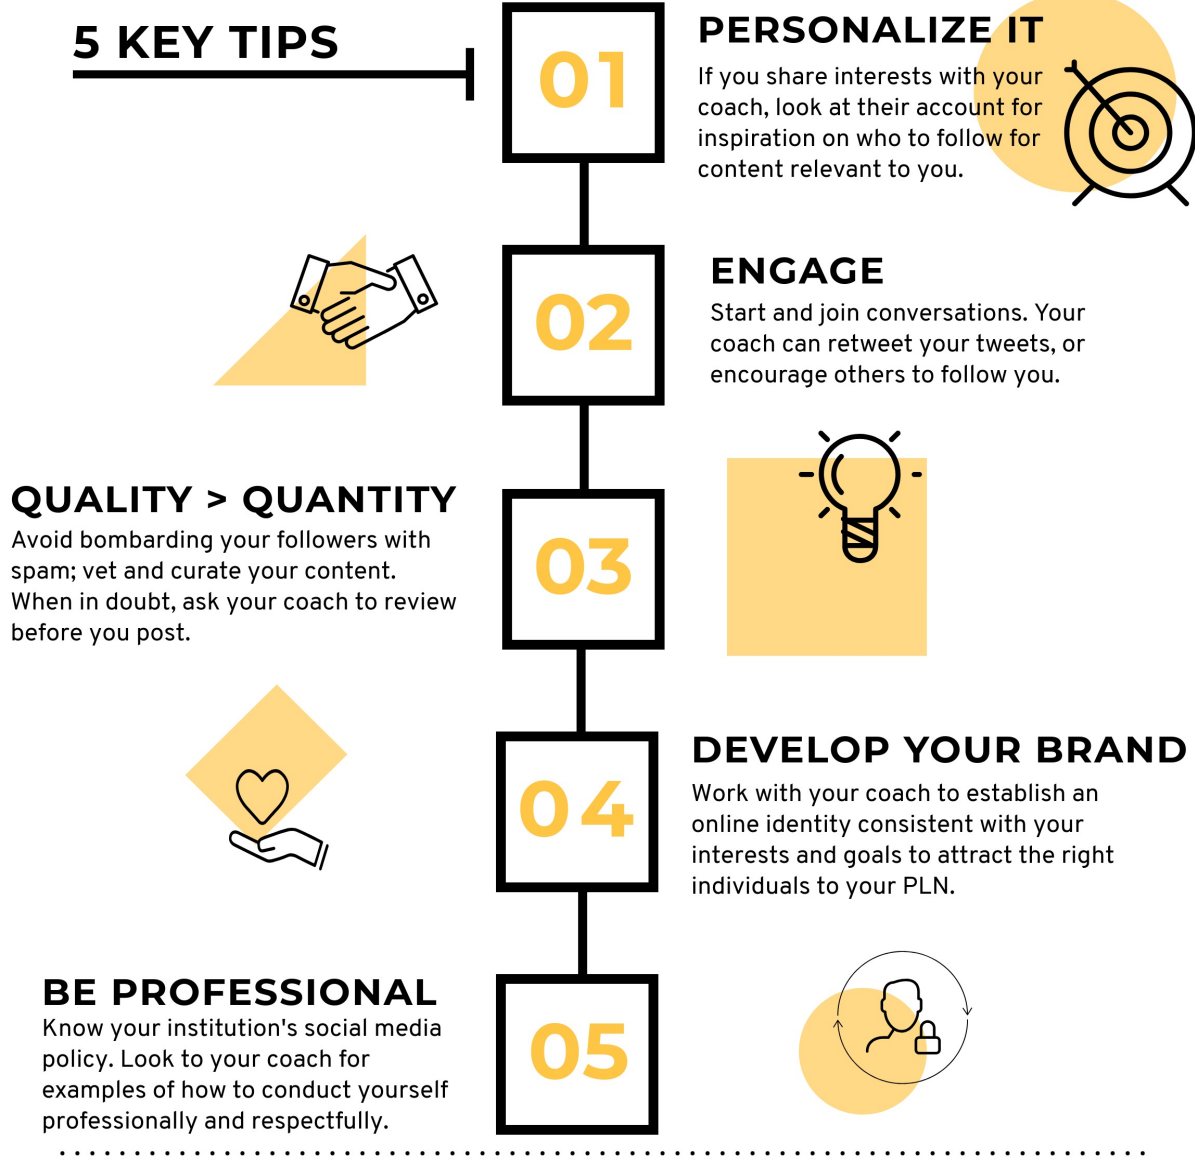 5 KEY TIPS
01
PERSONALIZE IT
If you share interests with your
coach, look at their account for
inspiration on who to follow for
content relevant to you.
02
ENGAGE
Start and join conversations. Your
coach can retweet your tweets, or
encourage others to follow you.
QUALITY > QUANTITY
Avoid bombarding your followers with
spam; vet and curate your content.
When in doubt, ask your coach to review
before you post.
03
04
DEVELOP YOUR BRAND
Work with your coach to establish an
online identity consistent with your
interests and goals to attract the right
individuals to your PLN.
BE PROFESSIONAL
Know your institution's social media
policy. Look to your coach for
examples of how to conduct yourself
professionally and respectfully.
05